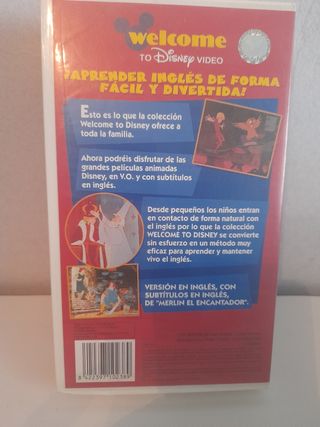 welcome
TO Disney VIDEO
¡APRENDER INGLÉS DE FORMA
FÁCIL Y DIVERTIDA!
Esto es lo que la colección
Welcome to Disney ofrece a
toda la familia.
Ahora podréis disfrutar de las
grandes películas animadas
Disney, en V.O. y con subtítulos
en inglés.
Desde pequeños los niños entran
en contacto de forma natural con
el inglés por lo que la colección
WELCOME TO DISNEY se convierte
sin esfuerzo en un método muy
eficaz para aprender y mantener
vivo el inglés.
VERSIÓN EN INGLÉS, CON
SUBTÍTULOS EN INGLÉS,
DE "MERLIN EL ENCANTADOR"
8 422397 100389